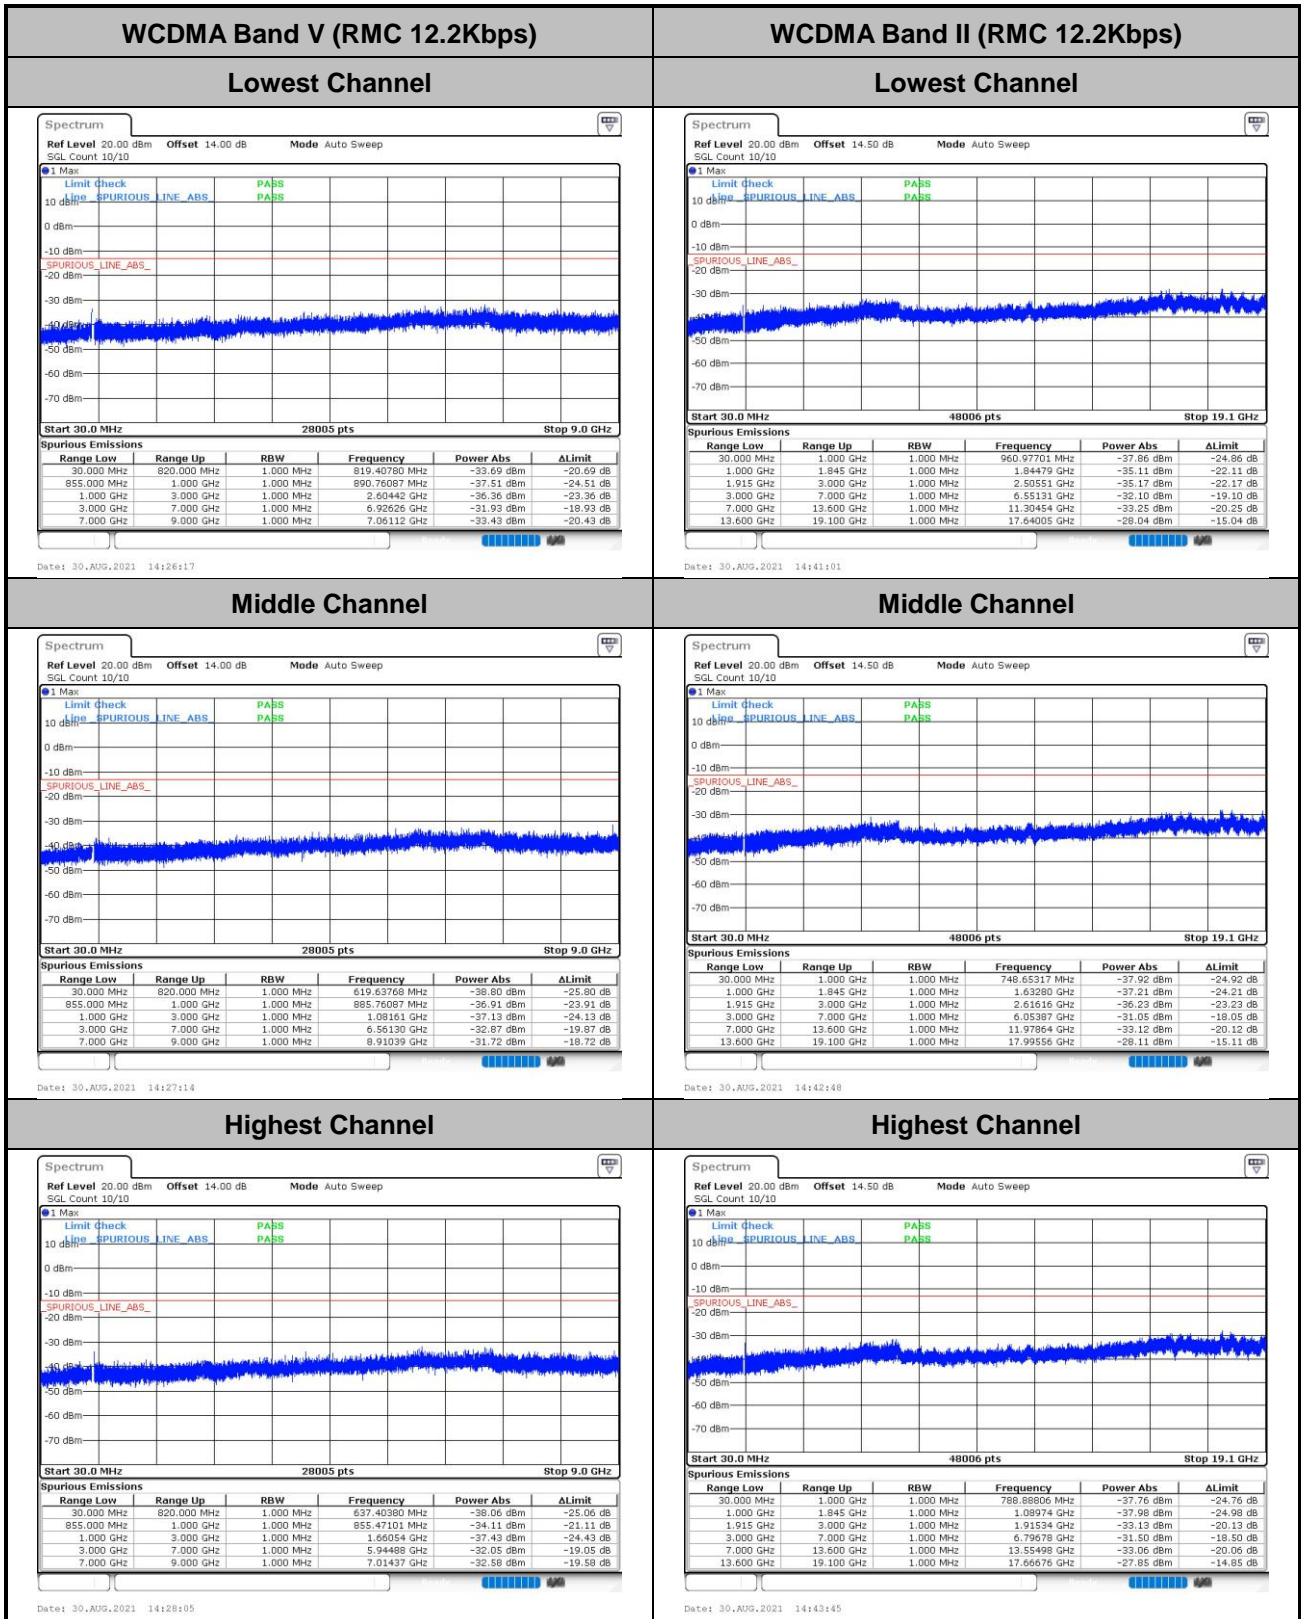 WCDMA Band V (RMC 12.2Kbps) WCDMA Band II (RMC 12.2Kbps)
Lowest Channel Lowest Channel
Spectrum
Ref Level 20.00 dBm Offset 14.00 dB Mode Auto Sweep
SGL Count 10/10
1 Max
Limit Check PASS
Line _SPURIOUS_LINE_ABS_ PASS
10 dBm
0 dBm
-10 dBm
_SPURIOUS_LINE_ABS_
-20 dBm
-30 dBm
-40 dBm
-50 dBm
-60 dBm
-70 dBm
Start 30.0 MHz 28005 pts Stop 9.0 GHz
Spurious Emissions
Range Low Range Up RBW Frequency Power Abs ΔLimit
30.000 MHz 820.000 MHz 1.000 MHz 819.40780 MHz -33.69 dBm -20.69 dB
855.000 MHz 1.000 GHz 1.000 MHz 890.76087 MHz -37.51 dBm -24.51 dB
1.000 GHz 3.000 GHz 1.000 MHz 2.60442 GHz -36.36 dBm -23.36 dB
3.000 GHz 7.000 GHz 1.000 MHz 6.92626 GHz -31.93 dBm -18.93 dB
7.000 GHz 9.000 GHz 1.000 MHz 7.06112 GHz -33.43 dBm -20.43 dB
Date: 30.AUG.2021 14:26:17
Spectrum
Ref Level 20.00 dBm Offset 14.50 dB Mode Auto Sweep
SGL Count 10/10
1 Max
Limit Check PASS
Line _SPURIOUS_LINE_ABS_ PASS
10 dBm
0 dBm
-10 dBm
_SPURIOUS_LINE_ABS_
-20 dBm
-30 dBm
-50 dBm
-60 dBm
-70 dBm
Start 30.0 MHz 48006 pts Stop 19.1 GHz
Spurious Emissions
Range Low Range Up RBW Frequency Power Abs ΔLimit
30.000 MHz 1.000 GHz 1.000 MHz 960.97701 MHz -37.86 dBm -24.86 dB
1.000 GHz 1.845 GHz 1.000 MHz 1.84479 GHz -35.11 dBm -22.11 dB
1.915 GHz 3.000 GHz 1.000 MHz 2.50551 GHz -35.17 dBm -22.17 dB
3.000 GHz 7.000 GHz 1.000 MHz 6.55131 GHz -32.10 dBm -19.10 dB
7.000 GHz 13.600 GHz 1.000 MHz 11.30454 GHz -33.25 dBm -20.25 dB
13.600 GHz 19.100 GHz 1.000 MHz 17.64005 GHz -28.04 dBm -15.04 dB
Date: 30.AUG.2021 14:41:01
Middle Channel Middle Channel
Spectrum
Ref Level 20.00 dBm Offset 14.00 dB Mode Auto Sweep
SGL Count 10/10
1 Max
Limit Check PASS
Line _SPURIOUS_LINE_ABS_ PASS
10 dBm
0 dBm
-10 dBm
_SPURIOUS_LINE_ABS_
-20 dBm
-30 dBm
-40 dBm
-50 dBm
-60 dBm
-70 dBm
Start 30.0 MHz 28005 pts Stop 9.0 GHz
Spurious Emissions
Range Low Range Up RBW Frequency Power Abs ΔLimit
30.000 MHz 820.000 MHz 1.000 MHz 619.63768 MHz -38.80 dBm -25.80 dB
855.000 MHz 1.000 GHz 1.000 MHz 885.76087 MHz -36.91 dBm -23.91 dB
1.000 GHz 3.000 GHz 1.000 MHz 1.08161 GHz -37.13 dBm -24.13 dB
3.000 GHz 7.000 GHz 1.000 MHz 6.56130 GHz -32.87 dBm -19.87 dB
7.000 GHz 9.000 GHz 1.000 MHz 8.91039 GHz -31.72 dBm -18.72 dB
Date: 30.AUG.2021 14:27:14
Spectrum
Ref Level 20.00 dBm Offset 14.50 dB Mode Auto Sweep
SGL Count 10/10
1 Max
Limit Check PASS
Line _SPURIOUS_LINE_ABS_ PASS
10 dBm
0 dBm
-10 dBm
_SPURIOUS_LINE_ABS_
-20 dBm
-30 dBm
-50 dBm
-60 dBm
-70 dBm
Start 30.0 MHz 48006 pts Stop 19.1 GHz
Spurious Emissions
Range Low Range Up RBW Frequency Power Abs ΔLimit
30.000 MHz 1.000 GHz 1.000 MHz 748.65317 MHz -37.92 dBm -24.92 dB
1.000 GHz 1.845 GHz 1.000 MHz 1.63280 GHz -37.21 dBm -24.21 dB
1.915 GHz 3.000 GHz 1.000 MHz 2.61616 GHz -36.23 dBm -23.23 dB
3.000 GHz 7.000 GHz 1.000 MHz 6.05387 GHz -31.05 dBm -18.05 dB
7.000 GHz 13.600 GHz 1.000 MHz 11.97864 GHz -33.12 dBm -20.12 dB
13.600 GHz 19.100 GHz 1.000 MHz 17.99556 GHz -28.11 dBm -15.11 dB
Date: 30.AUG.2021 14:42:48
Highest Channel Highest Channel
Spectrum
Ref Level 20.00 dBm Offset 14.00 dB Mode Auto Sweep
SGL Count 10/10
1 Max
Limit Check PASS
Line _SPURIOUS_LINE_ABS_ PASS
10 dBm
0 dBm
-10 dBm
_SPURIOUS_LINE_ABS_
-20 dBm
-30 dBm
-40 dBm
-50 dBm
-60 dBm
-70 dBm
Start 30.0 MHz 28005 pts Stop 9.0 GHz
Spurious Emissions
Range Low Range Up RBW Frequency Power Abs ΔLimit
30.000 MHz 820.000 MHz 1.000 MHz 637.40380 MHz -38.06 dBm -25.06 dB
855.000 MHz 1.000 GHz 1.000 MHz 855.47101 MHz -34.11 dBm -21.11 dB
1.000 GHz 3.000 GHz 1.000 MHz 1.66054 GHz -37.43 dBm -24.43 dB
3.000 GHz 7.000 GHz 1.000 MHz 5.94488 GHz -32.05 dBm -19.05 dB
7.000 GHz 9.000 GHz 1.000 MHz 7.01437 GHz -32.58 dBm -19.58 dB
Date: 30.AUG.2021 14:28:05
Spectrum
Ref Level 20.00 dBm Offset 14.50 dB Mode Auto Sweep
SGL Count 10/10
1 Max
Limit Check PASS
Line _SPURIOUS_LINE_ABS_ PASS
10 dBm
0 dBm
-10 dBm
_SPURIOUS_LINE_ABS_
-20 dBm
-30 dBm
-50 dBm
-60 dBm
-70 dBm
Start 30.0 MHz 48006 pts Stop 19.1 GHz
Spurious Emissions
Range Low Range Up RBW Frequency Power Abs ΔLimit
30.000 MHz 1.000 GHz 1.000 MHz 788.88806 MHz -37.76 dBm -24.76 dB
1.000 GHz 1.845 GHz 1.000 MHz 1.08974 GHz -37.98 dBm -24.98 dB
1.915 GHz 3.000 GHz 1.000 MHz 1.91534 GHz -33.13 dBm -20.13 dB
3.000 GHz 7.000 GHz 1.000 MHz 6.79678 GHz -31.50 dBm -18.50 dB
7.000 GHz 13.600 GHz 1.000 MHz 13.55498 GHz -33.06 dBm -20.06 dB
13.600 GHz 19.100 GHz 1.000 MHz 17.66676 GHz -27.85 dBm -14.85 dB
Date: 30.AUG.2021 14:43:45